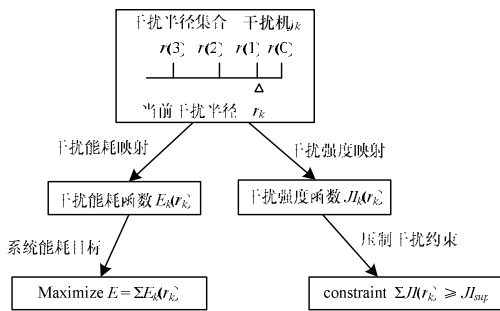 干扰半径集合 干扰机jk
r(3) r(2) r(1) r(0)
当前干扰半径 rk
干扰能耗映射 干扰强度映射
干扰能耗函数 Ek(rk) 干扰强度函数 JIk(rk)
系统能耗目标 压制干扰约束
Maximize E = ΣEk(rk) constraint ΣJI(rk) ⩾ JIsup